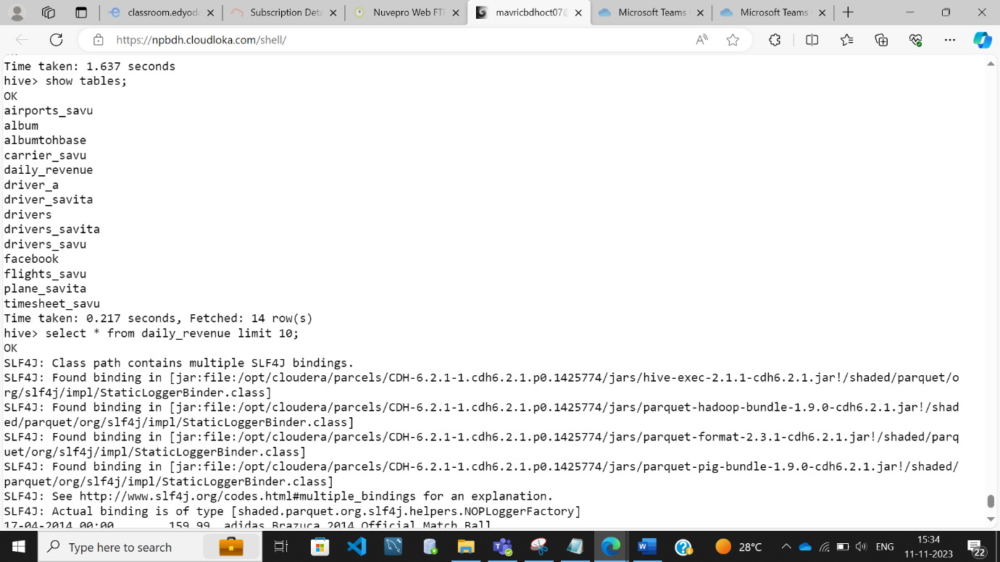 classroom.edyoda
Subscription Deta
Nuvepro Web FTP
mavricbdhoct07@
Microsoft Teams
Microsoft Teams
https://npbdh.cloudloka.com/shell/
Time taken: 1.637 seconds
hive> show tables;
OK
airports_savu
album
albumtohbase
carrier_savu
daily_revenue
driver_a
driver_savita
drivers
drivers_savita
drivers_savu
facebook
flights_savu
plane_savita
timesheet_savu
Time taken: 0.217 seconds, Fetched: 14 row(s)
hive> select * from daily_revenue limit 10;
OK
SLF4J: Class path contains multiple SLF4J bindings.
SLF4J: Found binding in [jar:file:/opt/cloudera/parcels/CDH-6.2.1-1.cdh6.2.1.p0.1425774/jars/hive-exec-2.1.1-cdh6.2.1.jar!/shaded/parquet/o
rg/slf4j/impl/StaticLoggerBinder.class]
SLF4J: Found binding in [jar:file:/opt/cloudera/parcels/CDH-6.2.1-1.cdh6.2.1.p0.1425774/jars/parquet-hadoop-bundle-1.9.0-cdh6.2.1.jar!/shad
ed/parquet/org/slf4j/impl/StaticLoggerBinder.class]
SLF4J: Found binding in [jar:file:/opt/cloudera/parcels/CDH-6.2.1-1.cdh6.2.1.p0.1425774/jars/parquet-format-2.3.1-cdh6.2.1.jar!/shaded/parq
uet/org/slf4j/impl/StaticLoggerBinder.class]
SLF4J: Found binding in [jar:file:/opt/cloudera/parcels/CDH-6.2.1-1.cdh6.2.1.p0.1425774/jars/parquet-pig-bundle-1.9.0-cdh6.2.1.jar!/shaded/
parquet/org/slf4j/impl/StaticLoggerBinder.class]
SLF4J: See http://www.slf4j.org/codes.html#multiple_bindings for an explanation.
SLF4J: Actual binding is of type [shaded.parquet.org.slf4j.helpers.NOPLoggerFactory]
17-04-2014 00:00 159.99 adidas Brazuca 2014 Official Match Ball
Type here to search
28°C
ENG
15:34
11-11-2023
22